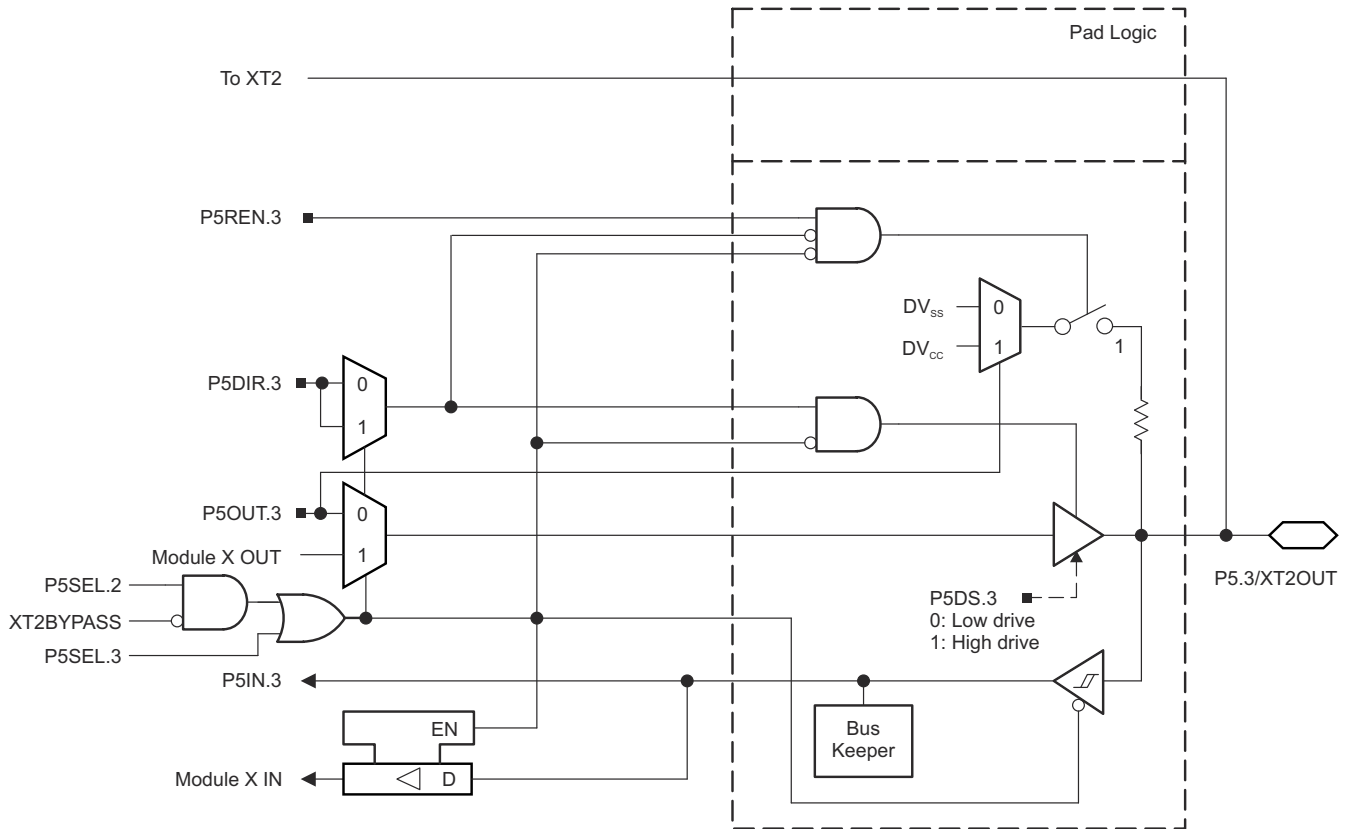 Pad Logic
To XT2
P5REN.3
DVSS
0
DVCC
1
1
P5DIR.3
0
1
P5OUT.3
0
Module X OUT
1
P5SEL.2
XT2BYPASS
P5SEL.3
P5.3/XT2OUT
P5DS.3
0: Low drive
1: High drive
P5IN.3
EN
Bus
Keeper
Module X IN
D